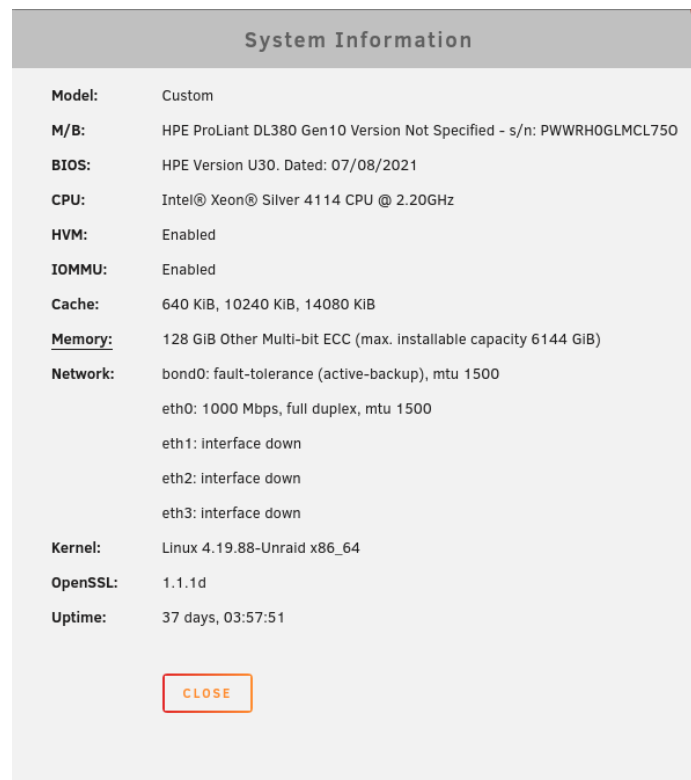 System Information
Model: Custom
M/B: HPE ProLiant DL380 Gen10 Version Not Specified - s/n: PWWRH0GLMCL75O
BIOS: HPE Version U30. Dated: 07/08/2021
CPU: Intel® Xeon® Silver 4114 CPU @ 2.20GHz
HVM: Enabled
IOMMU: Enabled
Cache: 640 KiB, 10240 KiB, 14080 KiB
Memory: 128 GiB Other Multi-bit ECC (max. installable capacity 6144 GiB)
Network: bond0: fault-tolerance (active-backup), mtu 1500
eth0: 1000 Mbps, full duplex, mtu 1500
eth1: interface down
eth2: interface down
eth3: interface down
Kernel: Linux 4.19.88-Unraid x86_64
OpenSSL: 1.1.1d
Uptime: 37 days, 03:57:51
CLOSE